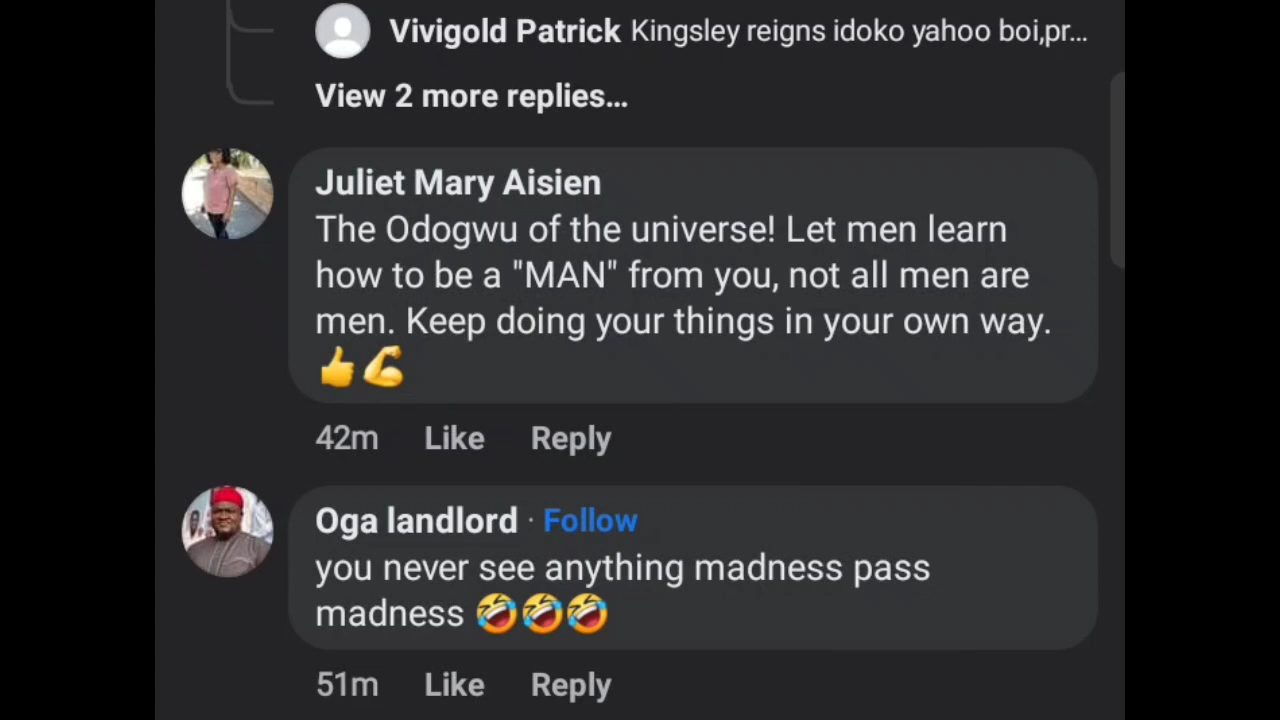 Vivigold Patrick Kingsley reigns idoko yahoo boi,pr...
View 2 more replies...
Juliet Mary Aisien
The Odogwu of the universe! Let men learn
how to be a "MAN" from you, not all men are
men. Keep doing your things in your own way.
👍💪
42m Like Reply
Oga landlord · Follow
you never see anything madness pass
madness 🤣🤣🤣
51m Like Reply